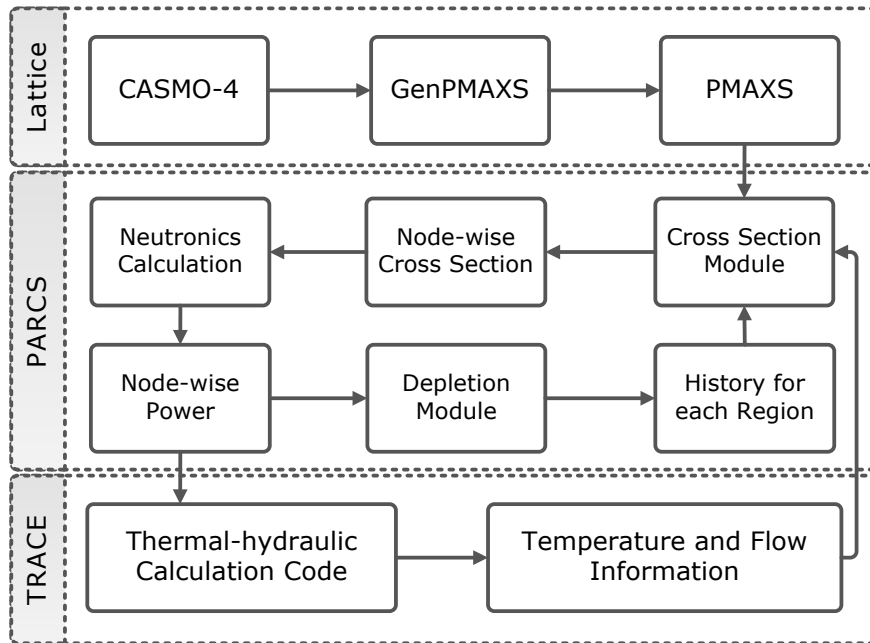 Lattice
CASMO-4
GenPMAXS
PMAXS
PARCS
Neutronics
Calculation
Node-wise
Cross Section
Cross Section
Module
Node-wise
Power
Depletion
Module
History for
each Region
TRACE
Thermal-hydraulic
Calculation Code
Temperature and Flow
Information